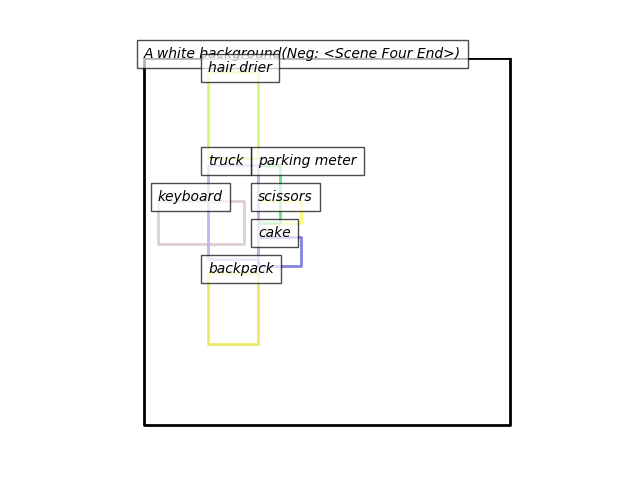 A white background(Neg: <Scene Four End>)
hair drier
truck
parking meter
keyboard
scissors
cake
backpack